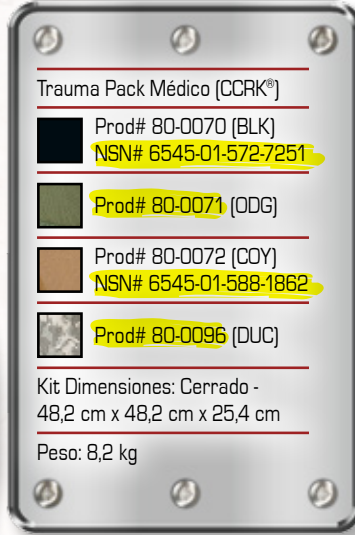 Trauma Pack Médico (CCRK®)
Prod# 80-0070 (BLK)
NSN# 6545-01-572-7251
Prod# 80-0071 (ODG)
Prod# 80-0072 (COY)
NSN# 6545-01-588-1862
Prod# 80-0096 (DUC)
Kit Dimensiones: Cerrado -
48,2 cm x 48,2 cm x 25,4 cm
Peso: 8,2 kg